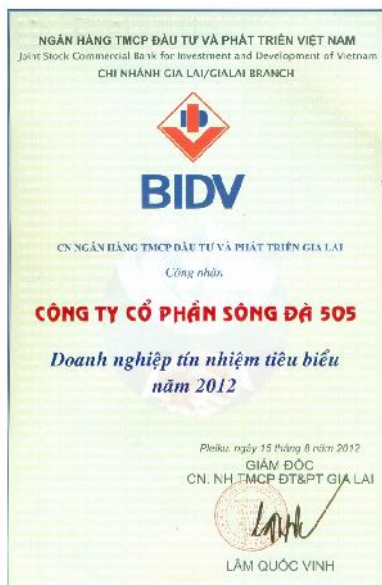 NGÂN HÀNG TMCP ĐẦU TƯ VÀ PHÁT TRIỂN VIỆT NAM
Joint Stock Commercial Bank for Investment and Development of Vietnam
CHI NHÁNH GIA LAI/GIALAI BRANCH
BIDV
CN NGÂN HÀNG TMCP ĐẦU TƯ VÀ PHÁT TRIỂN GIA LAI
Công nhận
CÔNG TY CỔ PHẦN SÔNG ĐÀ 505
Doanh nghiệp tín nhiệm tiêu biểu
năm 2012
Pleiku, ngày 15 tháng 8 năm 2012
GIÁM ĐỐC
CN. NH TMCP ĐT&PT GIA LAI
LÂM QUỐC VINH